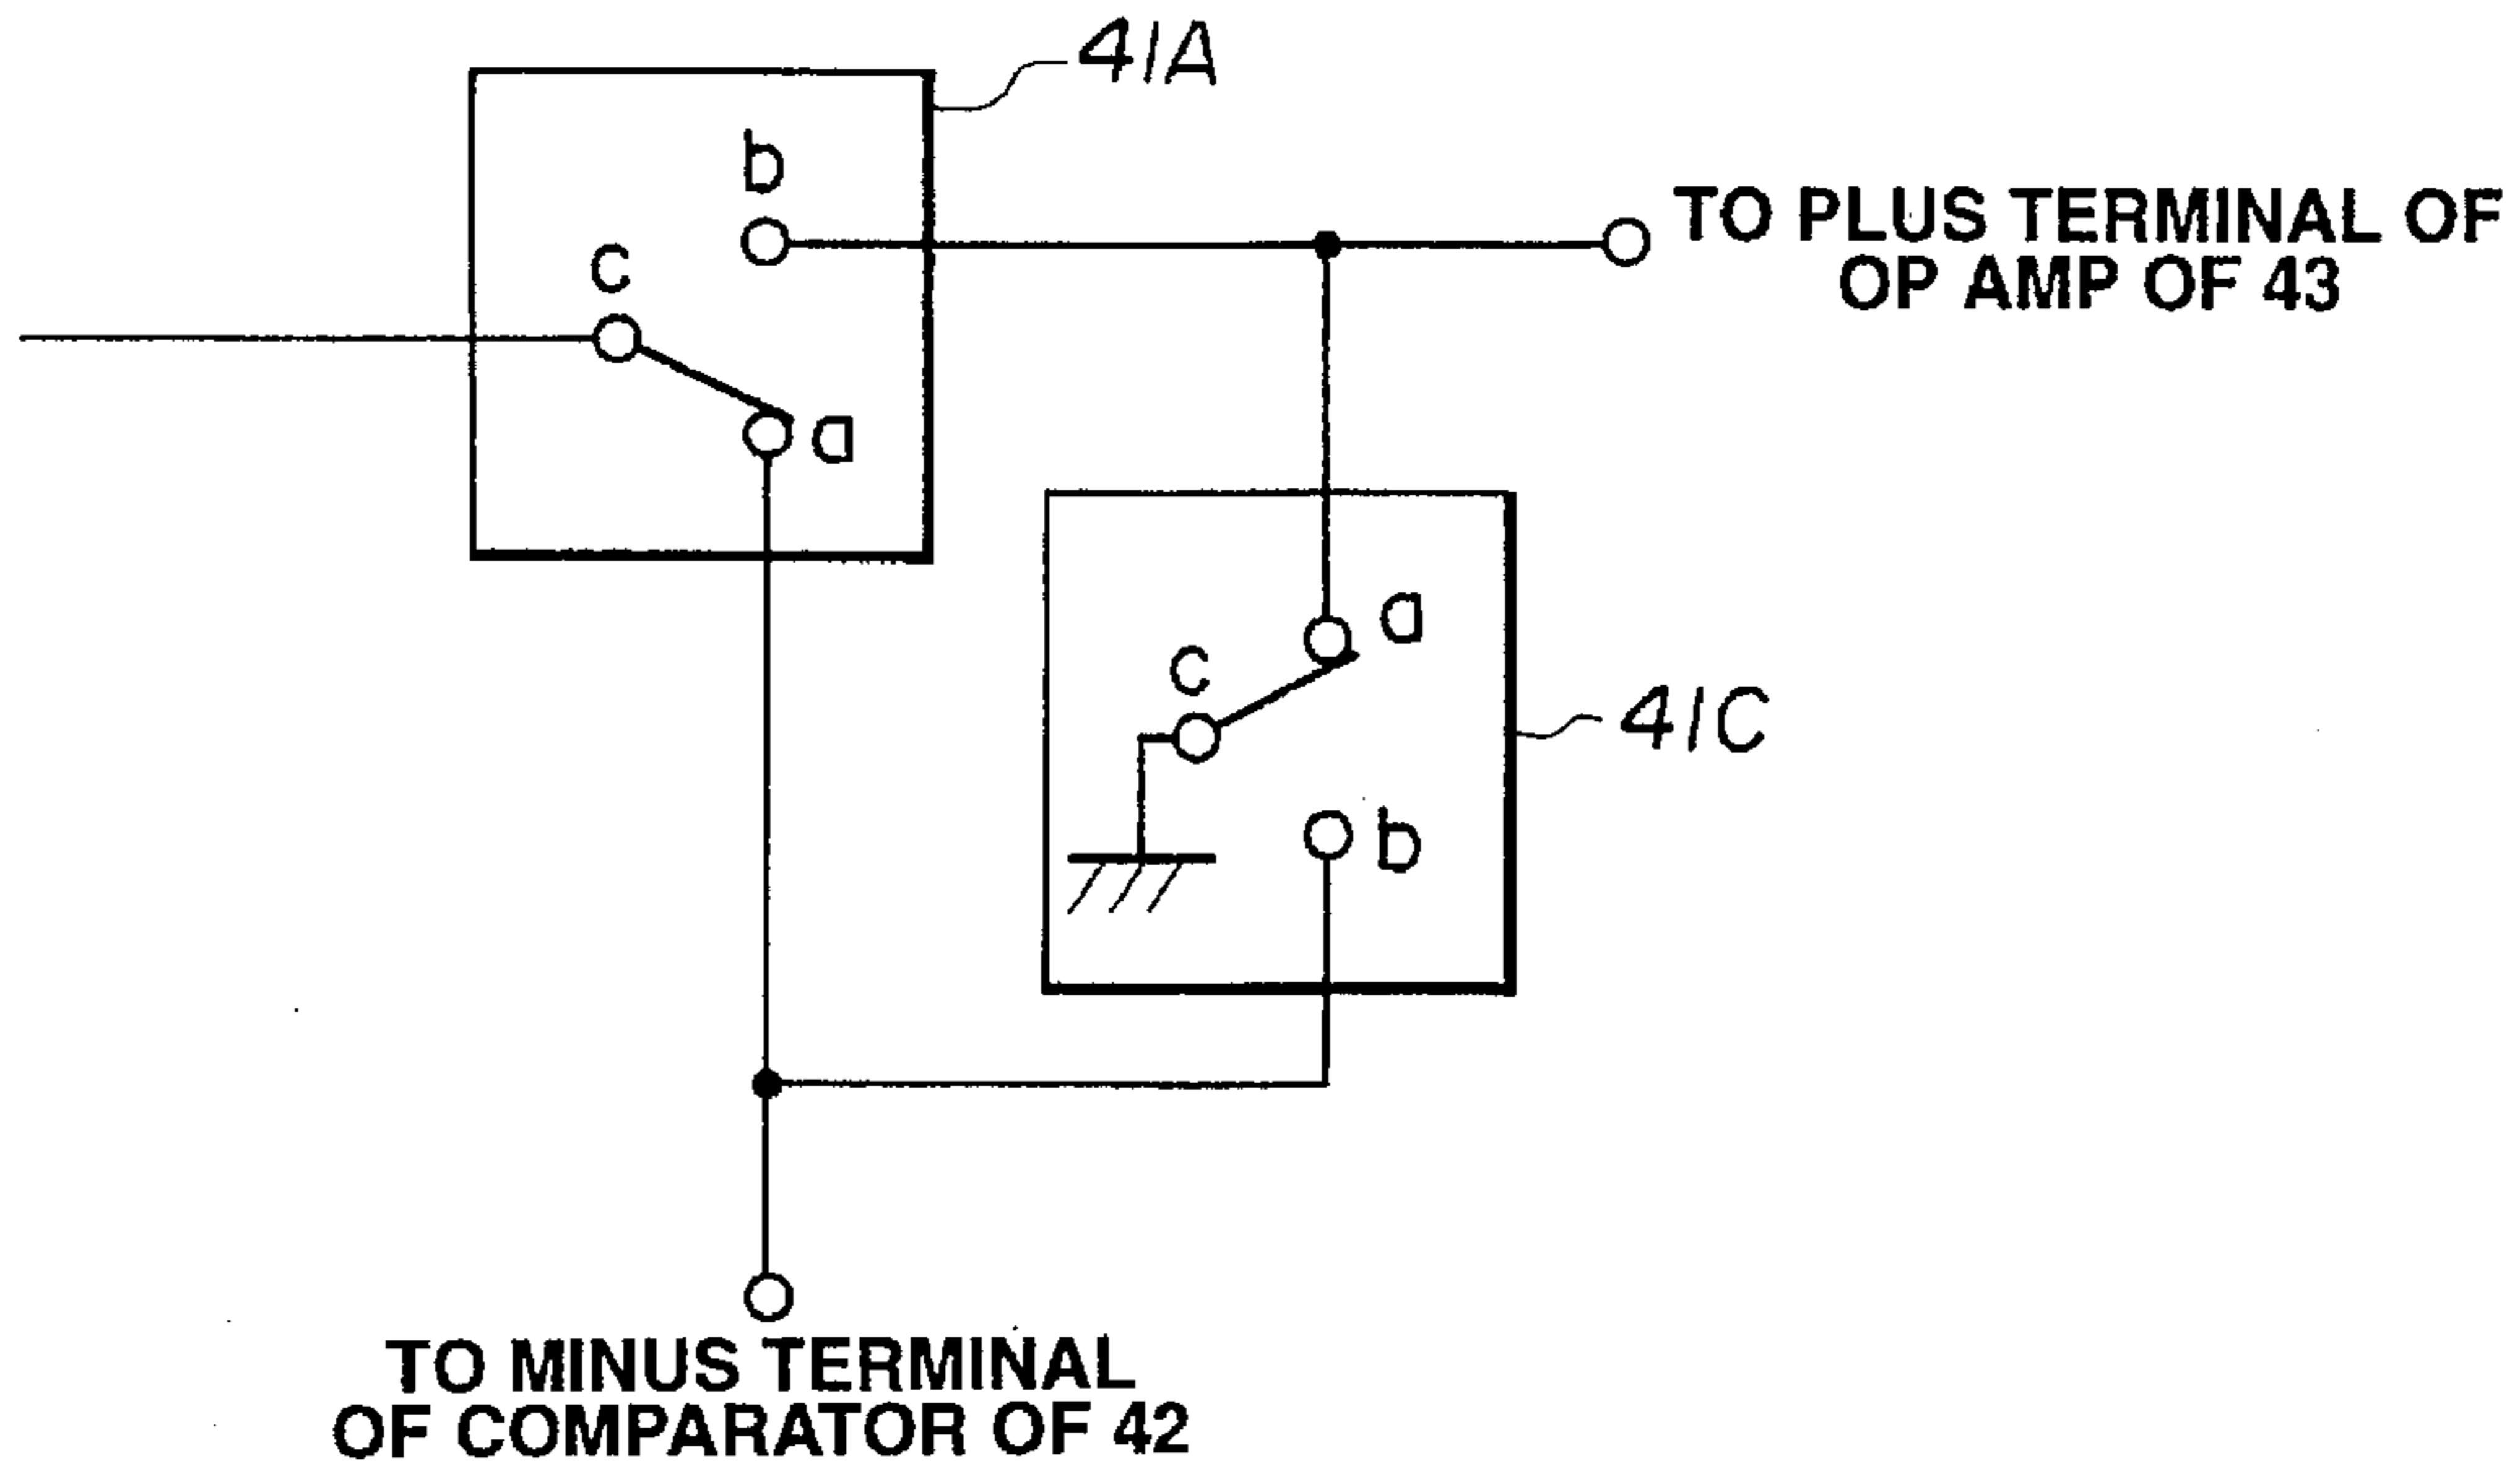 41A
b
c
a
TO PLUS TERMINAL OF
OP AMP OF 43
a
c
41C
b
TO MINUS TERMINAL
OF COMPARATOR OF 42